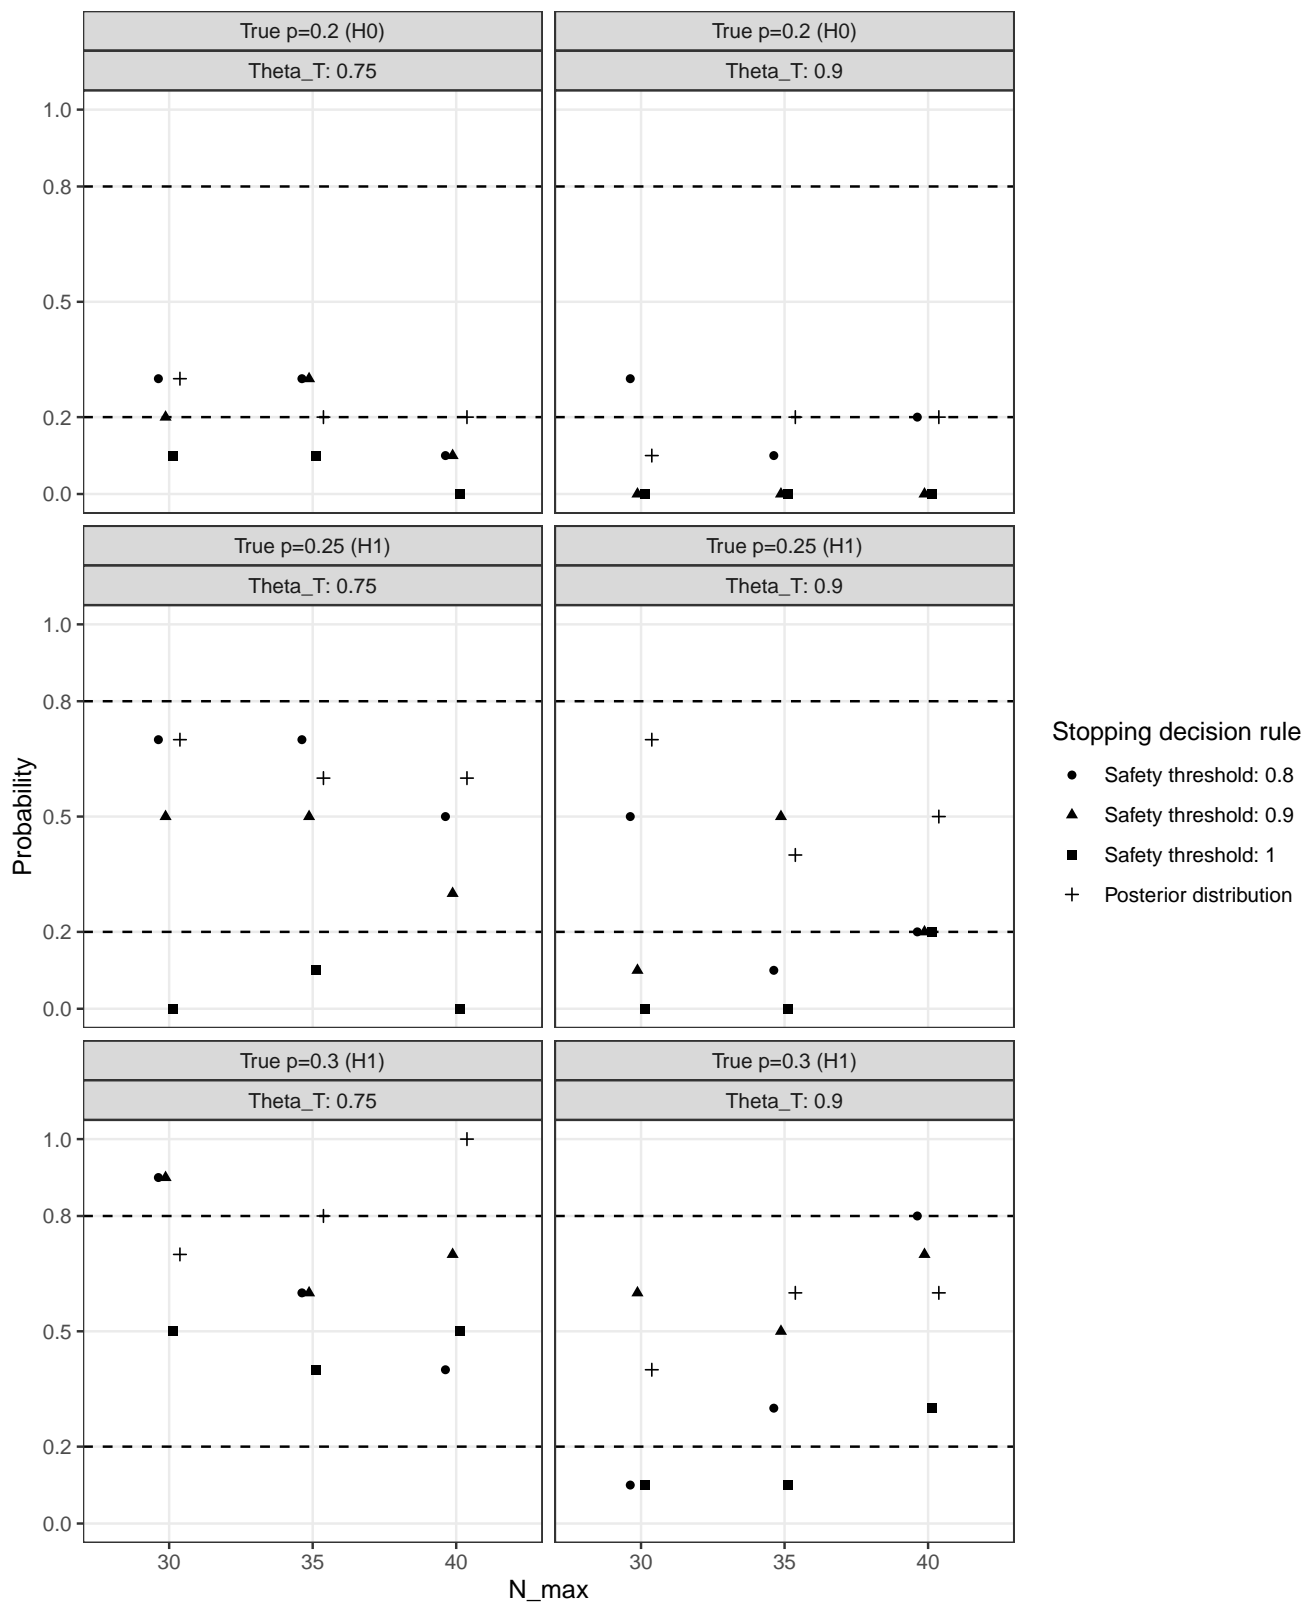 True p=0.2 (H0)
True p=0.2 (H0)
Theta_T: 0.75
Theta_T: 0.9
1.0
0.8
0.5
0.2
0.0
True p=0.25 (H1)
True p=0.25 (H1)
Theta_T: 0.75
Theta_T: 0.9
1.0
0.8
0.5
0.2
0.0
Probability
Stopping decision rule
Safety threshold: 0.8
Safety threshold: 0.9
Safety threshold: 1
Posterior distribution
True p=0.3 (H1)
True p=0.3 (H1)
Theta_T: 0.75
Theta_T: 0.9
1.0
0.8
0.5
0.2
0.0
30 35 40 30 35 40
N_max